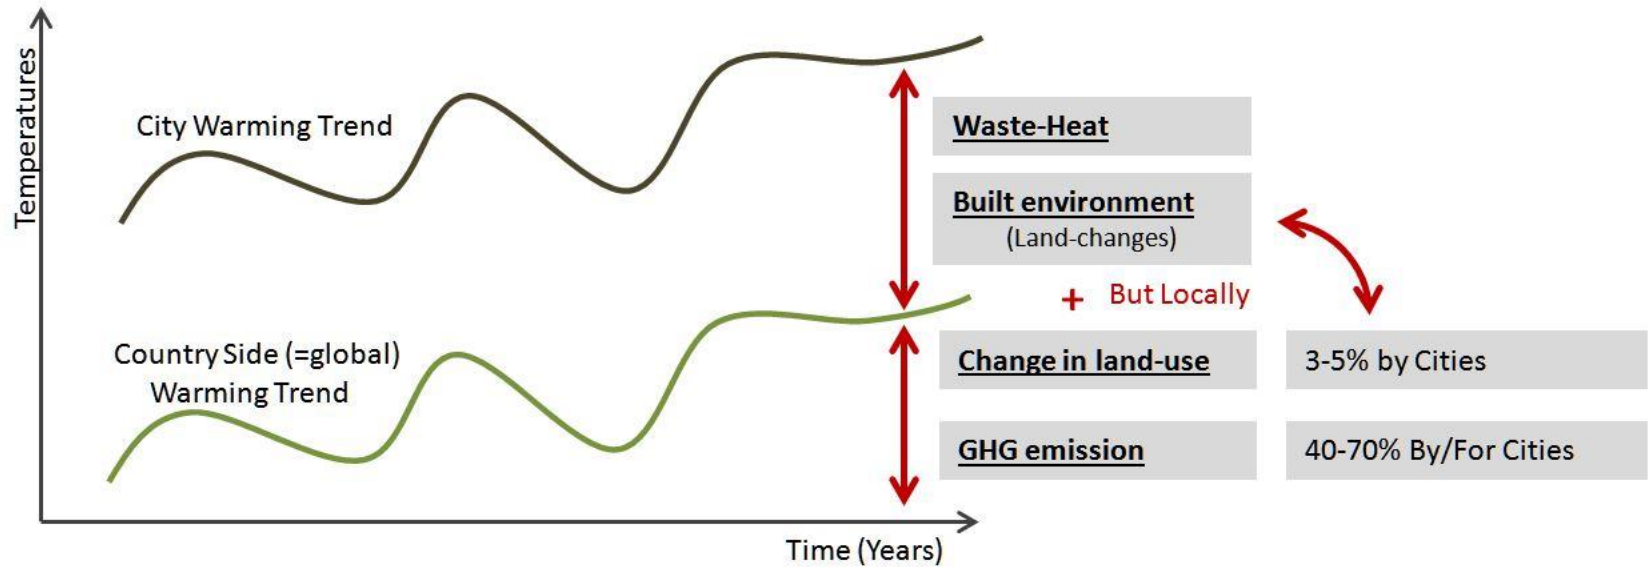 Temperatures
City Warming Trend
Country Side (=global)
Warming Trend
Time (Years)
Waste-Heat
Built environment
(Land-changes)
+ But Locally
Change in land-use
3-5% by Cities
GHG emission
40-70% By/For Cities